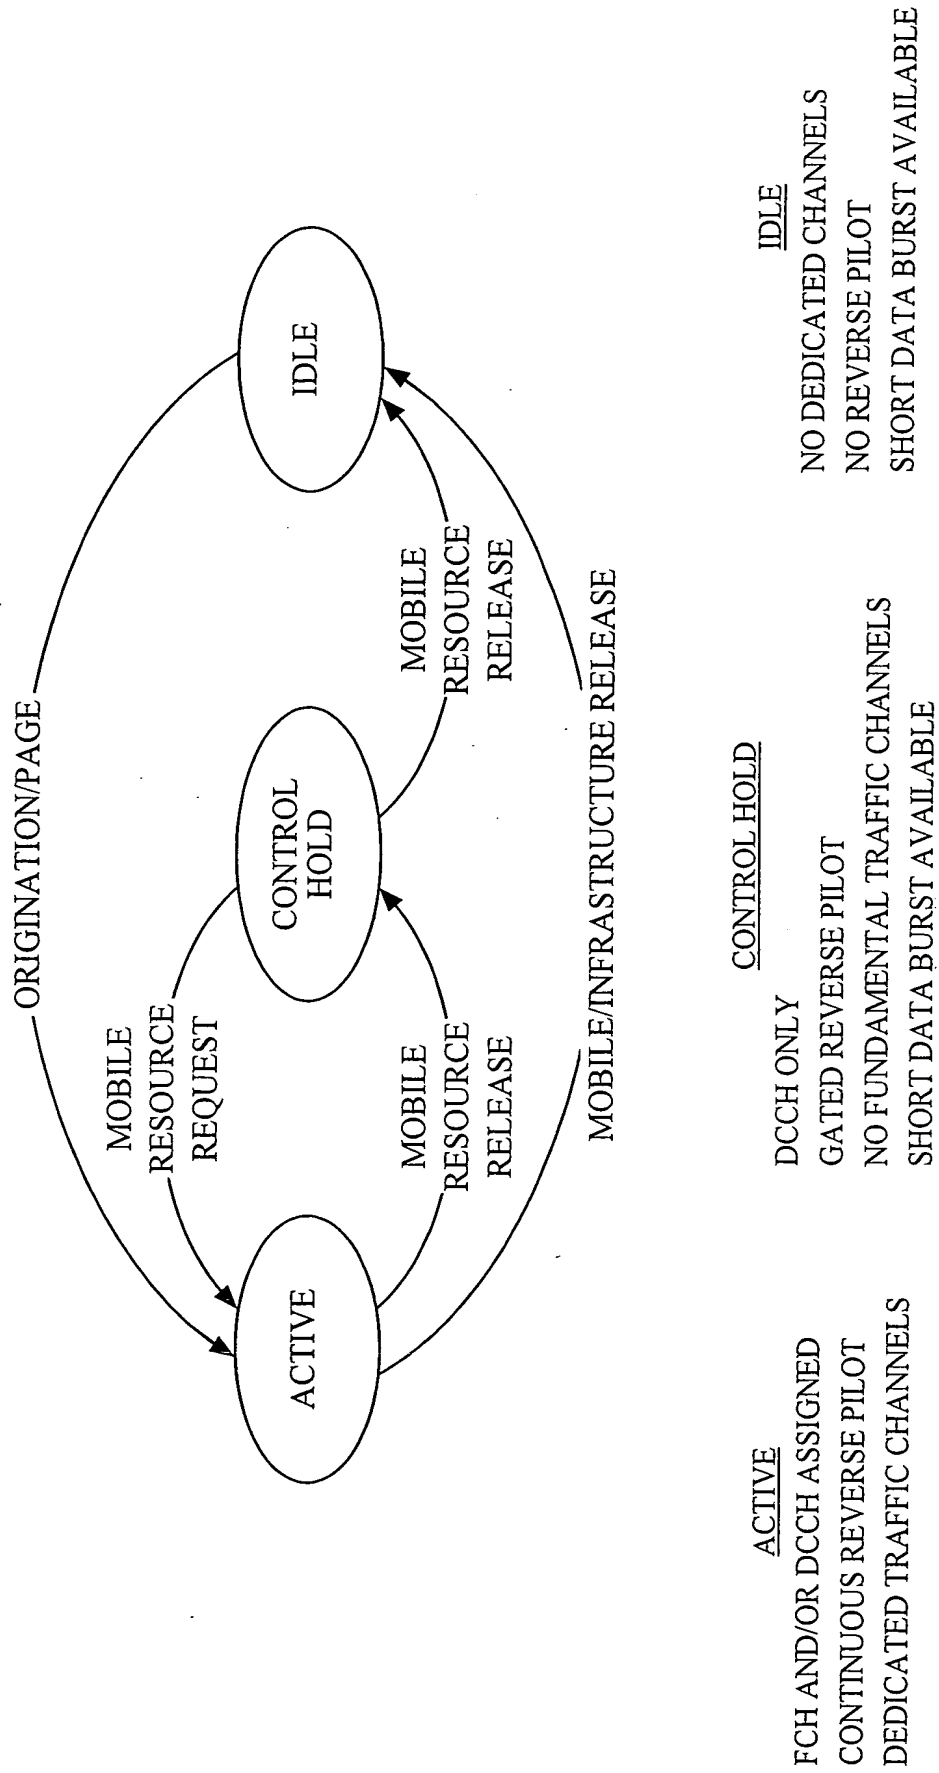 ORIGINATION/PAGE
MOBILE
RESOURCE
REQUEST
ACTIVE
CONTROL
HOLD
IDLE
MOBILE
RESOURCE
RELEASE
MOBILE
RESOURCE
RELEASE
MOBILE/INFRASTRUCTURE RELEASE
ACTIVE
FCH AND/OR DCCH ASSIGNED
CONTINUOUS REVERSE PILOT
DEDICATED TRAFFIC CHANNELS
CONTROL HOLD
DCCH ONLY
GATED REVERSE PILOT
NO FUNDAMENTAL TRAFFIC CHANNELS
SHORT DATA BURST AVAILABLE
IDLE
NO DEDICATED CHANNELS
NO REVERSE PILOT
SHORT DATA BURST AVAILABLE